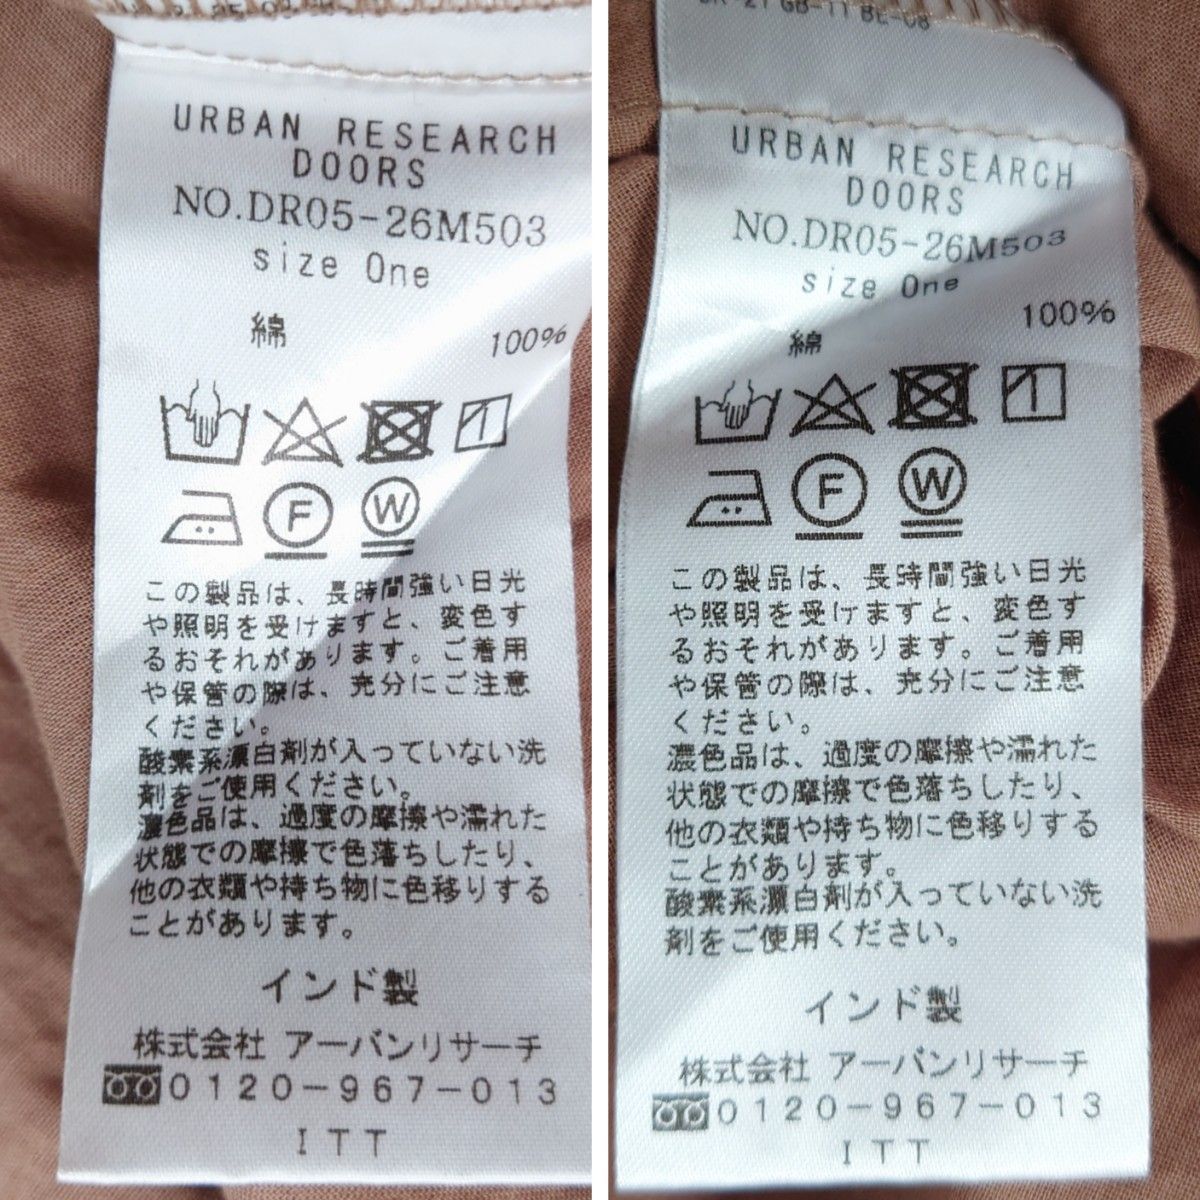 URBAN RESEARCH
DOORS
NO.DR05-26M503
size One
綿 100%
F W
この製品は、長時間強い日光
や照明を受けますと、変色す
るおそれがあります。ご着用
や保管の際は、充分にご注意
ください。
酸素系漂白剤が入っていない洗
剤をご使用ください。
濃色品は、過度の摩擦や濡れた
状態での摩擦で色落ちしたり、
他の衣類や持ち物に色移りする
ことがあります。
インド製
株式会社 アーバンリサーチ
0120-967-013
ITT
GB-11 BE-08
URBAN RESEARCH
DOORS
NO.DR05-26M503
size One
綿 100%
F W
この製品は、長時間強い日光
や照明を受けますと、変色す
るおそれがあります。ご着用
や保管の際は、充分にご注意
ください。
濃色品は、過度の摩擦や濡れた
状態での摩擦で色落ちしたり、
他の衣類や持ち物に色移りする
ことがあります。
酸素系漂白剤が入っていない洗
剤をご使用ください。
インド製
株式会社 アーバンリサーチ
0120-967-013
ITT